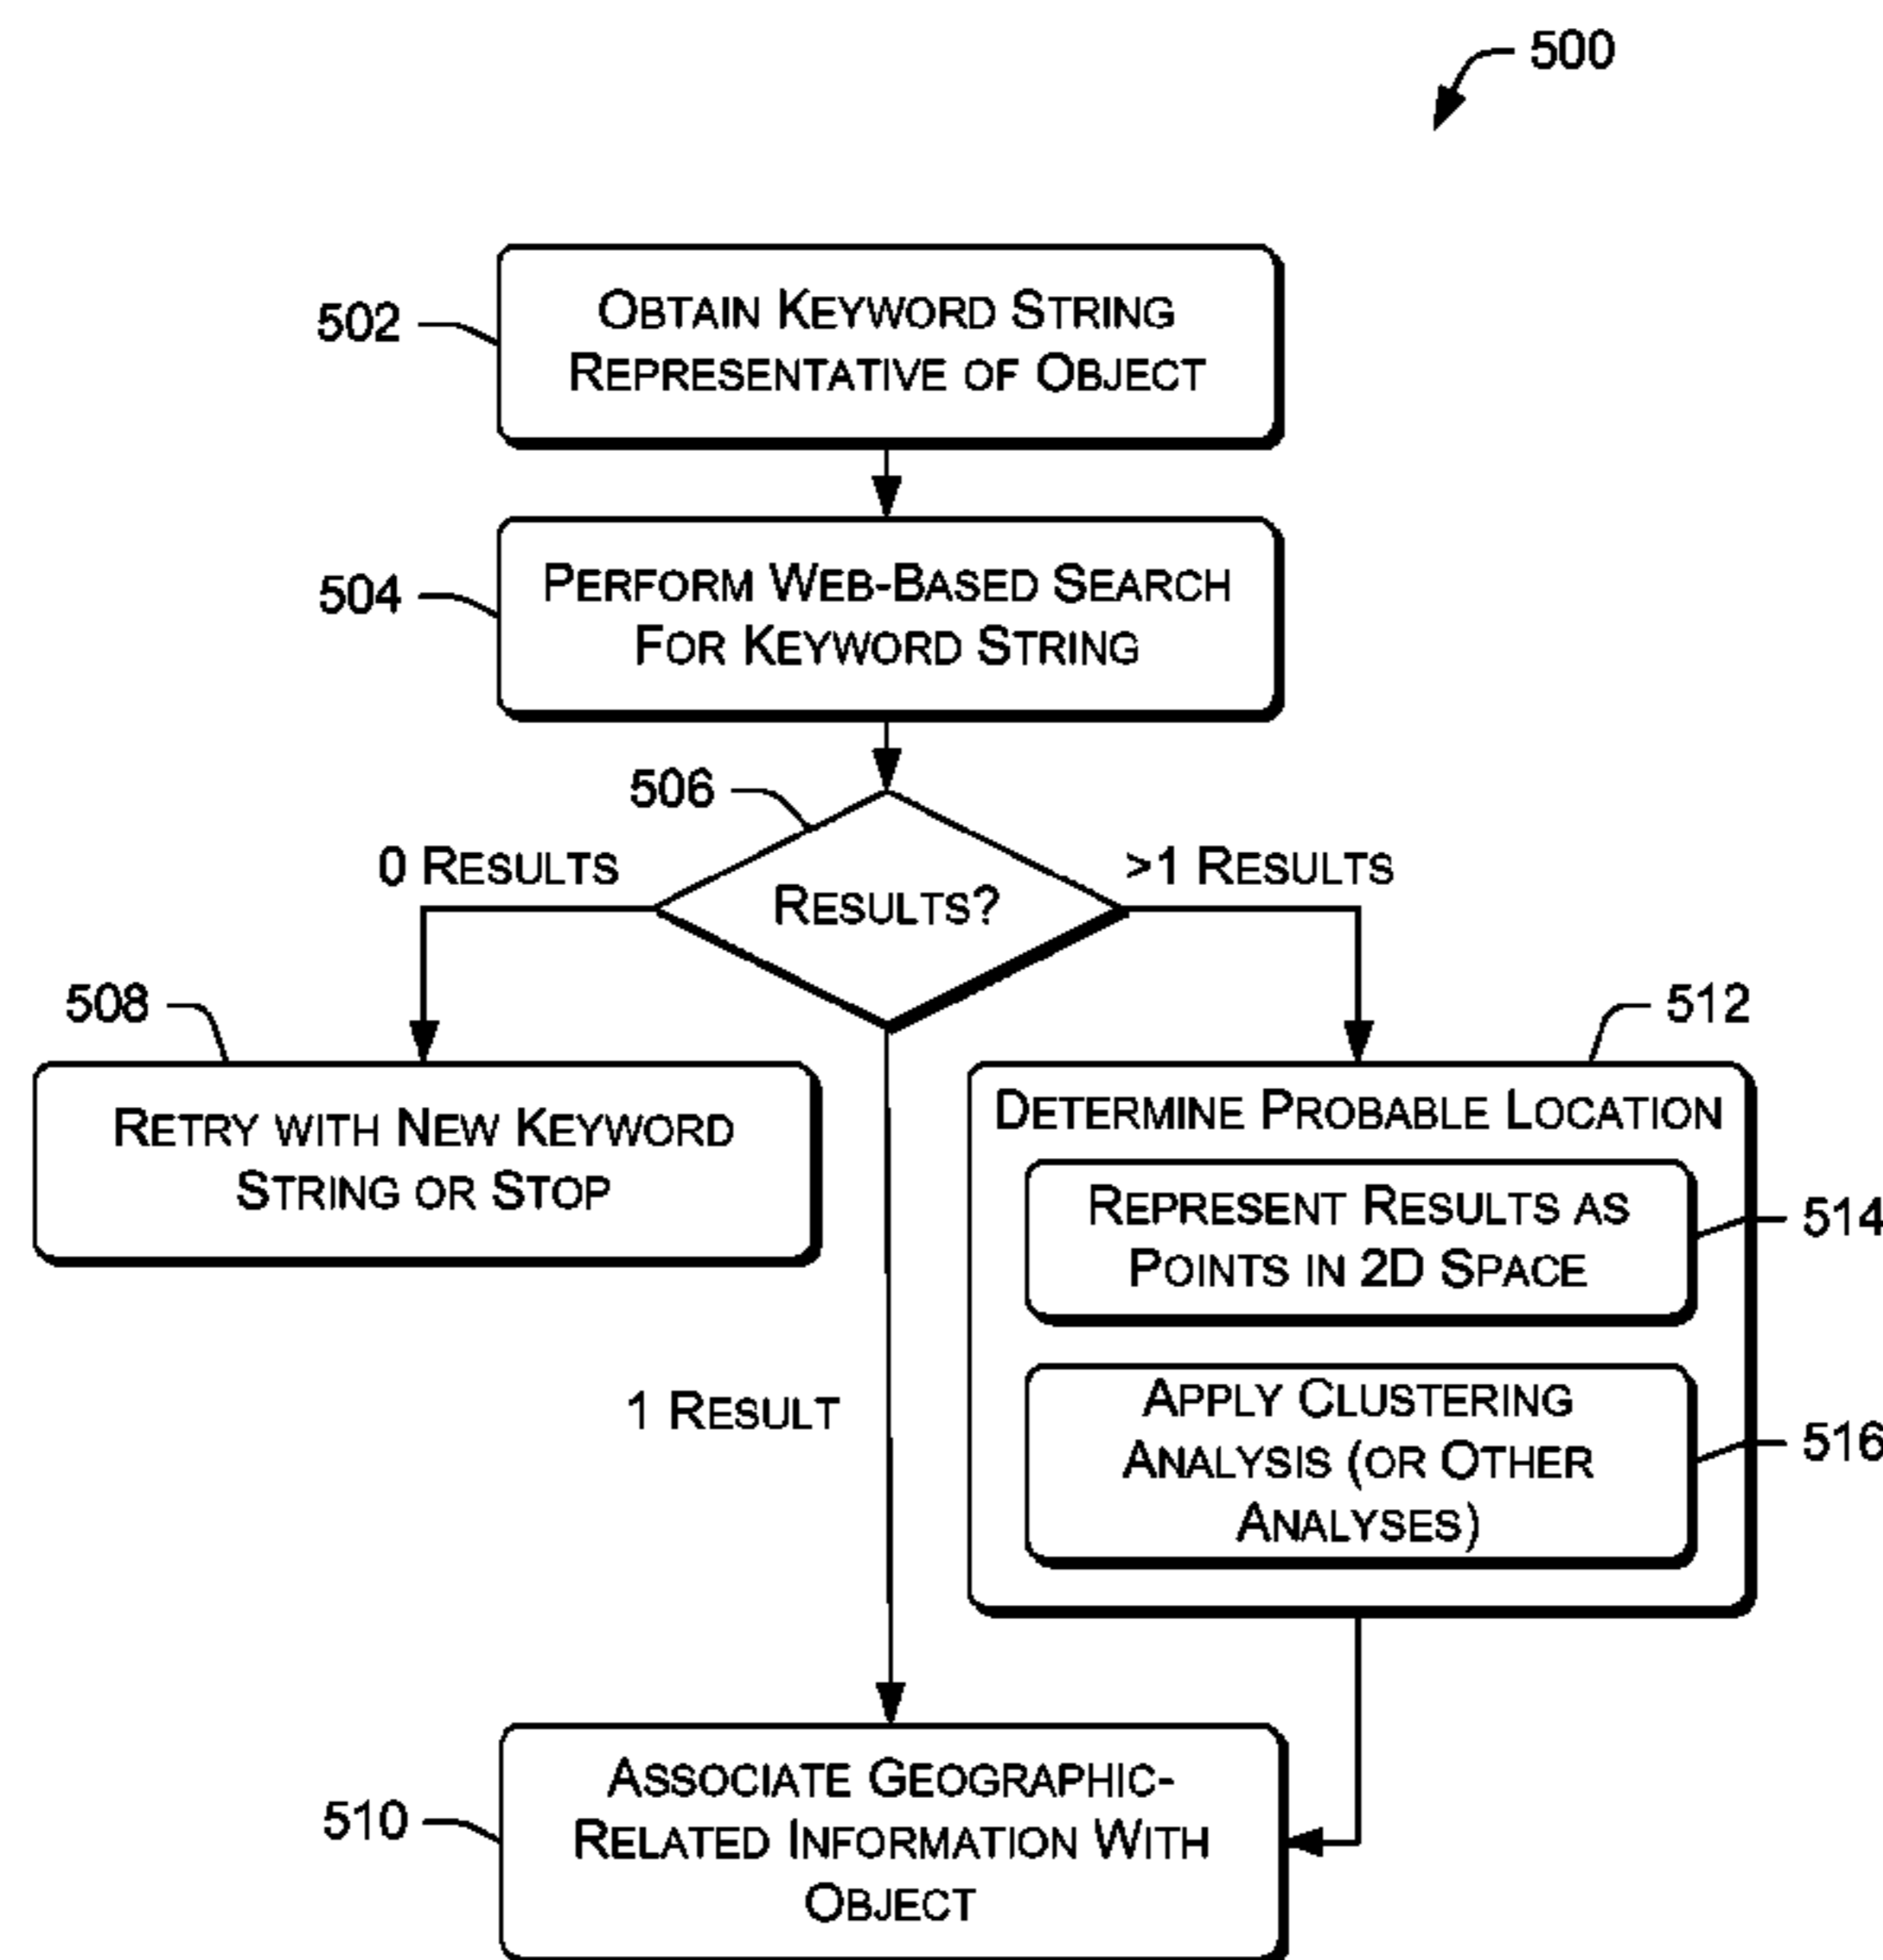 500
502
OBTAIN KEYWORD STRING
REPRESENTATIVE OF OBJECT
504
PERFORM WEB-BASED SEARCH
FOR KEYWORD STRING
506
0 RESULTS
RESULTS?
>1 RESULTS
508
RETRY WITH NEW KEYWORD
STRING OR STOP
512
DETERMINE PROBABLE LOCATION
REPRESENT RESULTS AS
POINTS IN 2D SPACE
514
1 RESULT
APPLY CLUSTERING
ANALYSIS (OR OTHER
ANALYSES)
516
510
ASSOCIATE GEOGRAPHIC-
RELATED INFORMATION WITH
OBJECT